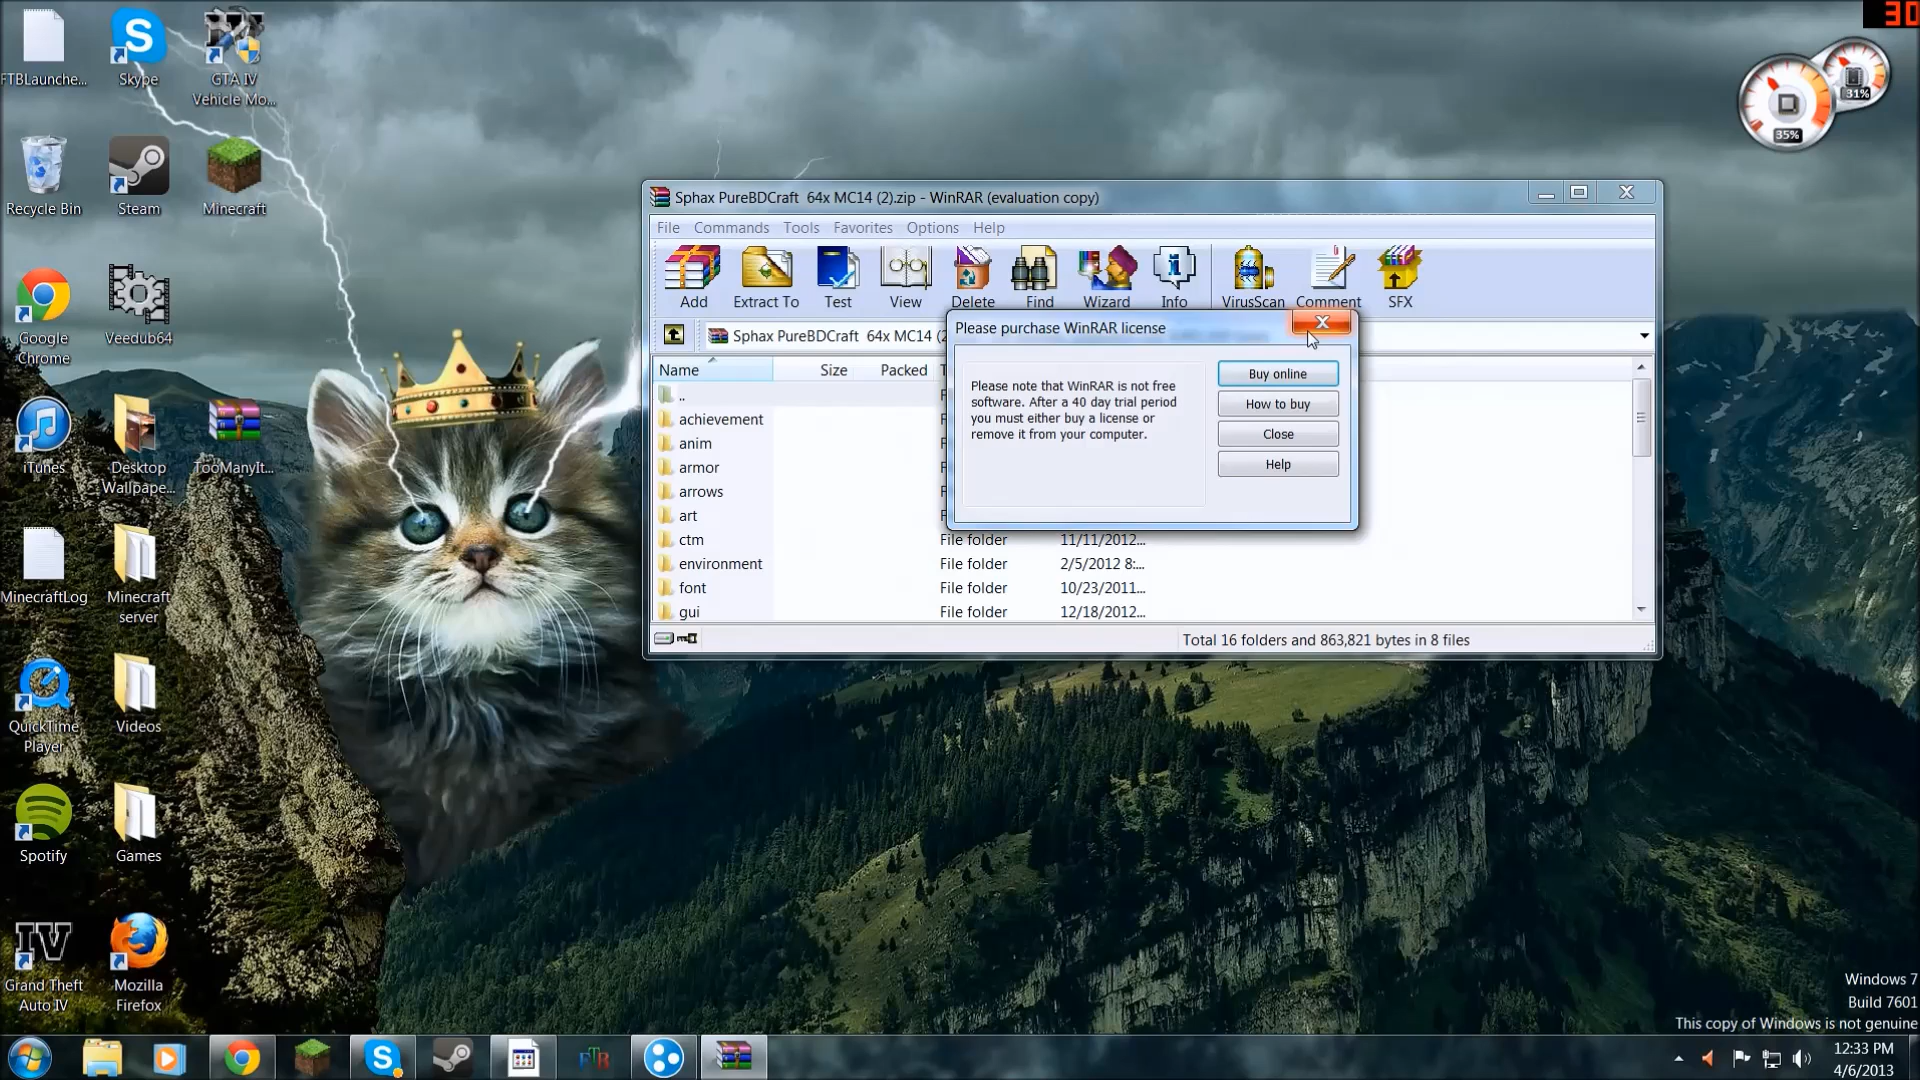 30
FTBLaunche...
Skype
GTA IV
Vehicle Mo...
31%
35%
Recycle Bin
Steam
Minecraft
Google
Chrome
Veedub64
iTunes
Desktop
Wallpape...
TooManyIt...
MinecraftLog
Minecraft
server
QuickTime
Player
Videos
Spotify
Games
IV
Grand Theft
Auto IV
Mozilla
Firefox
Sphax PureBDCraft 64x MC14 (2).zip - WinRAR (evaluation copy)
File Commands Tools Favorites Options Help
Add Extract To Test View Delete Find Wizard Info VirusScan Comment SFX
Sphax PureBDCraft 64x MC14 (2
Name Size Packed T
..
achievement
anim
armor
arrows
art
ctm File folder 11/11/2012...
environment File folder 2/5/2012 8:...
font File folder 10/23/2011...
gui File folder 12/18/2012...
Total 16 folders and 863,821 bytes in 8 files
Please purchase WinRAR license
Please note that WinRAR is not free
software. After a 40 day trial period
you must either buy a license or
remove it from your computer.
Buy online
How to buy
Close
Help
Windows 7
Build 7601
This copy of Windows is not genuine
FTB
12:33 PM
4/6/2013